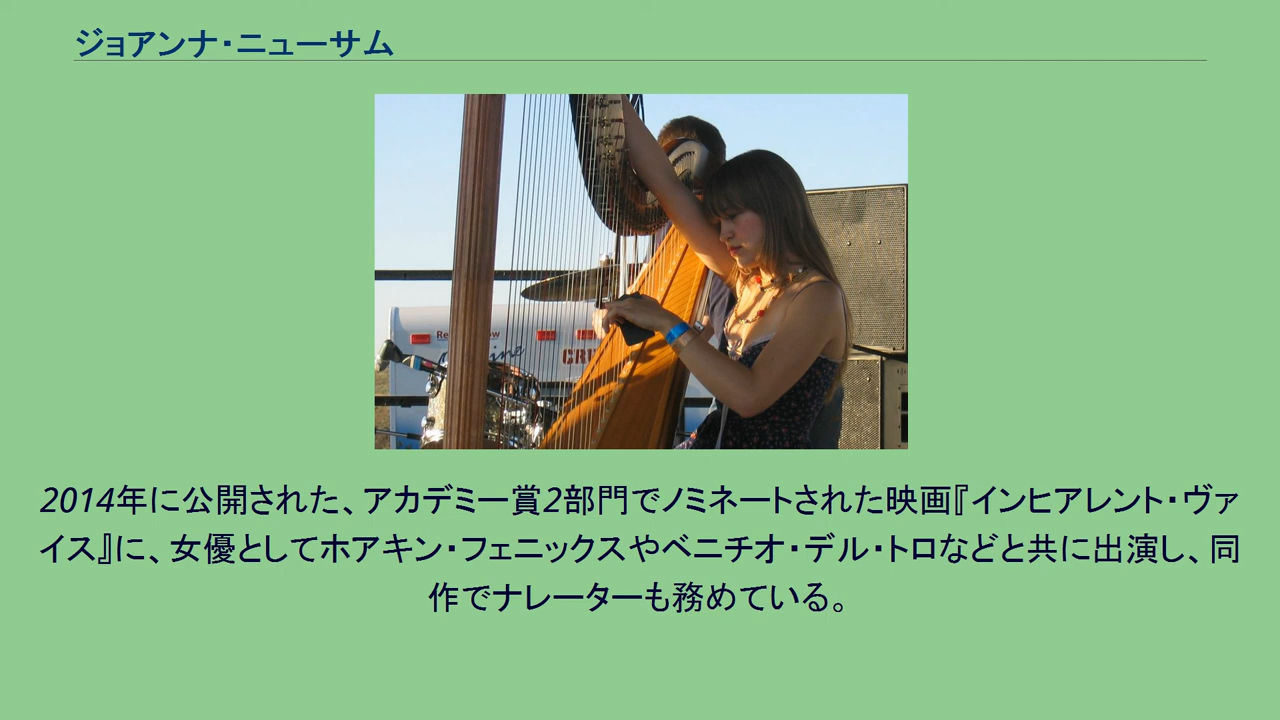 ジョアンナ・ニューサム
2014年に公開された、アカデミー賞2部門でノミネートされた映画『インヒアレント・ヴァ
イス』に、女優としてホアキン・フェニックスやベニチオ・デル・トロなどと共に出演し、同
作でナレーターも務めている。